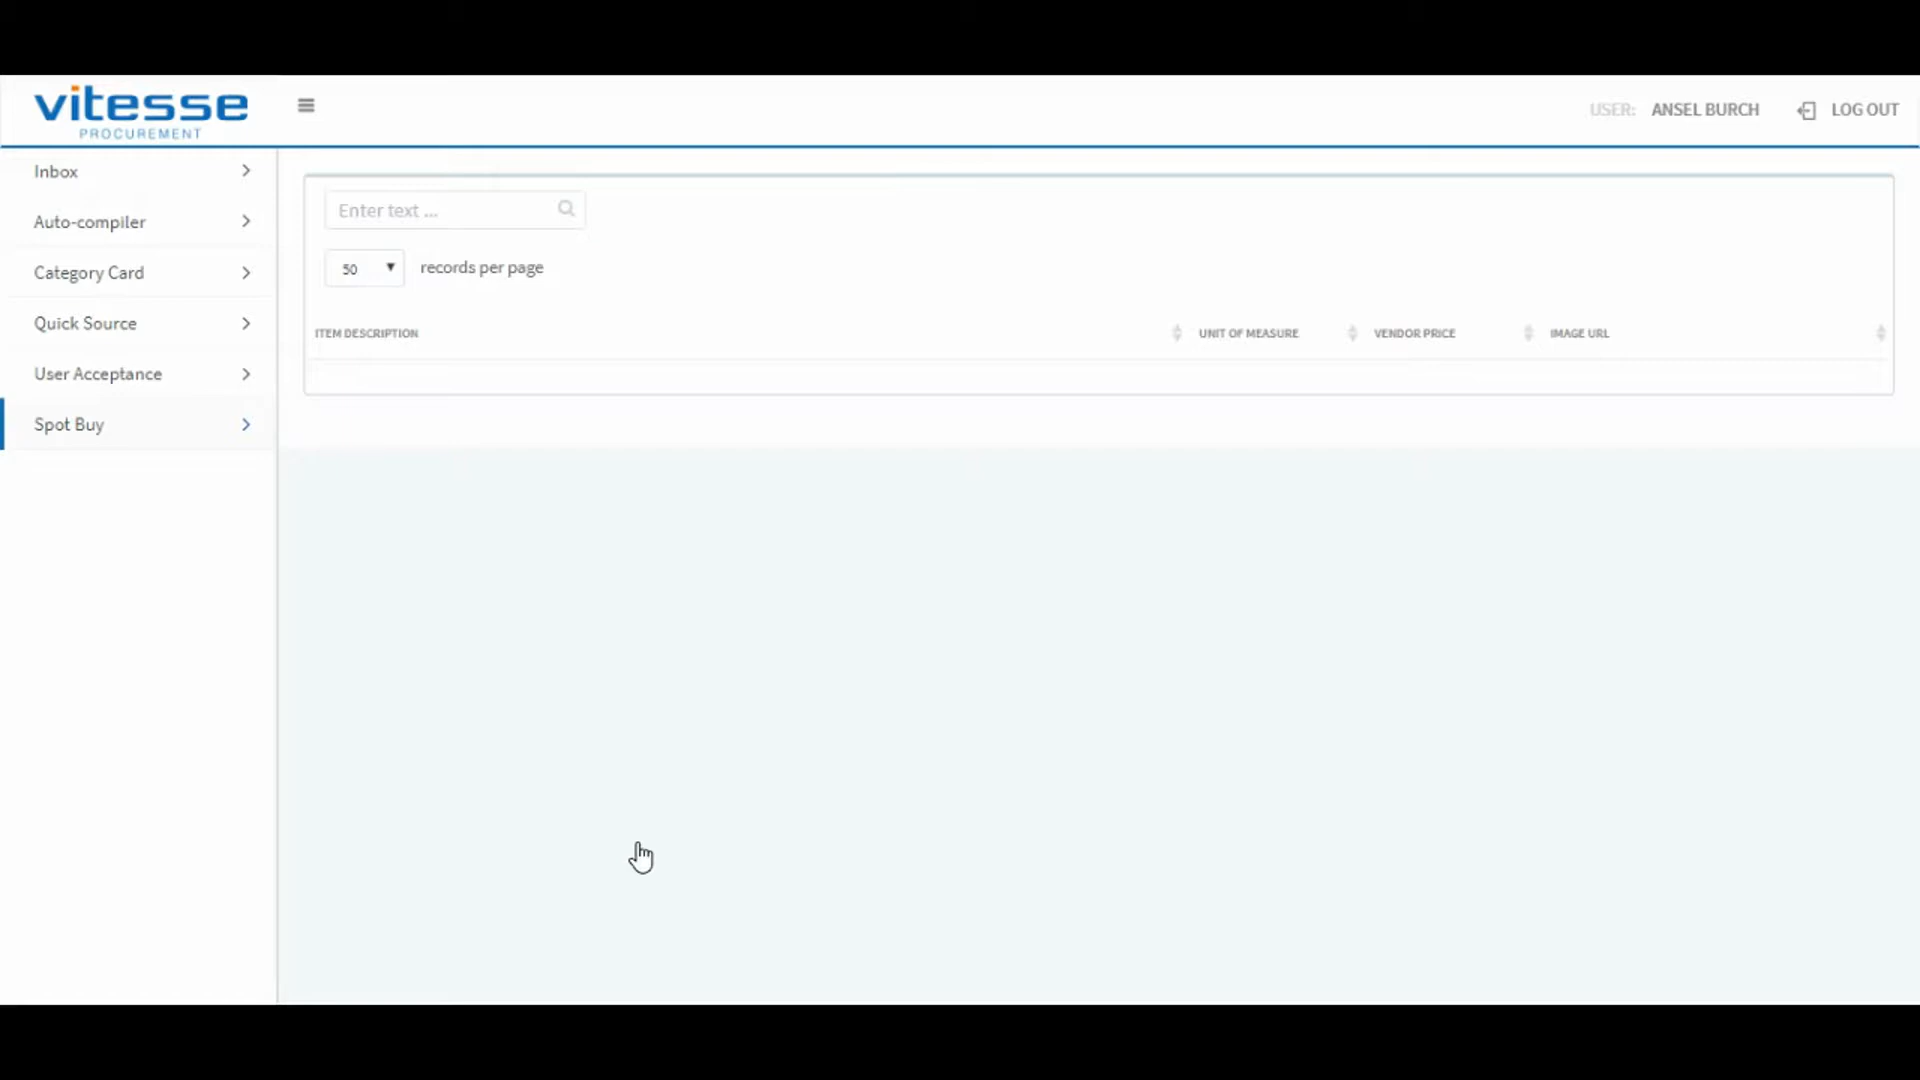 vitesse
PROCUREMENT
USER: ANSEL BURCH LOG OUT
Inbox
Auto-compiler
Category Card
Quick Source
User Acceptance
Spot Buy
Enter text ...
50 records per page
ITEM DESCRIPTION UNIT OF MEASURE VENDOR PRICE IMAGE URL